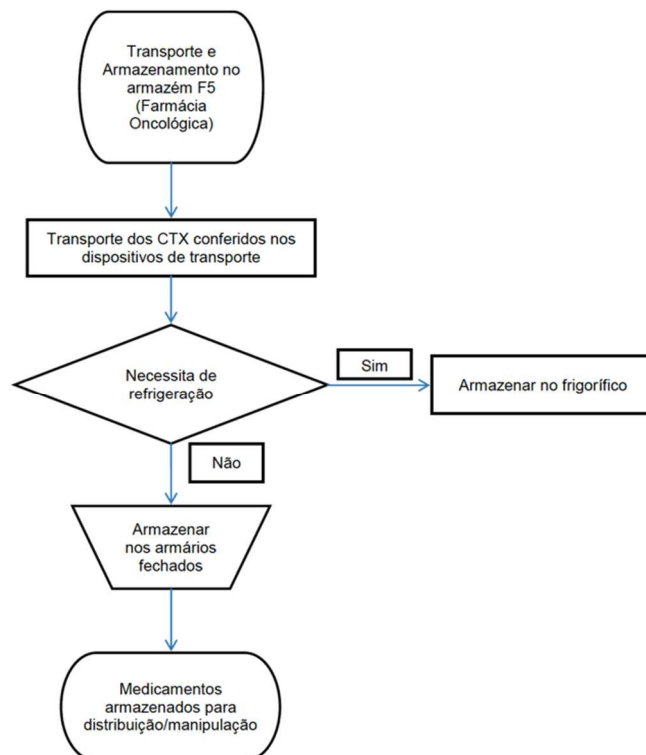 Transporte e
Armazenamento no
armazém F5
(Farmácia
Oncológica)
Transporte dos CTX conferidos nos
dispositivos de transporte
Necessita de
refrigeração
Sim
Armazenar no frigorífico
Não
Armazenar
nos armários
fechados
Medicamentos
armazenados para
distribuição/manipulação